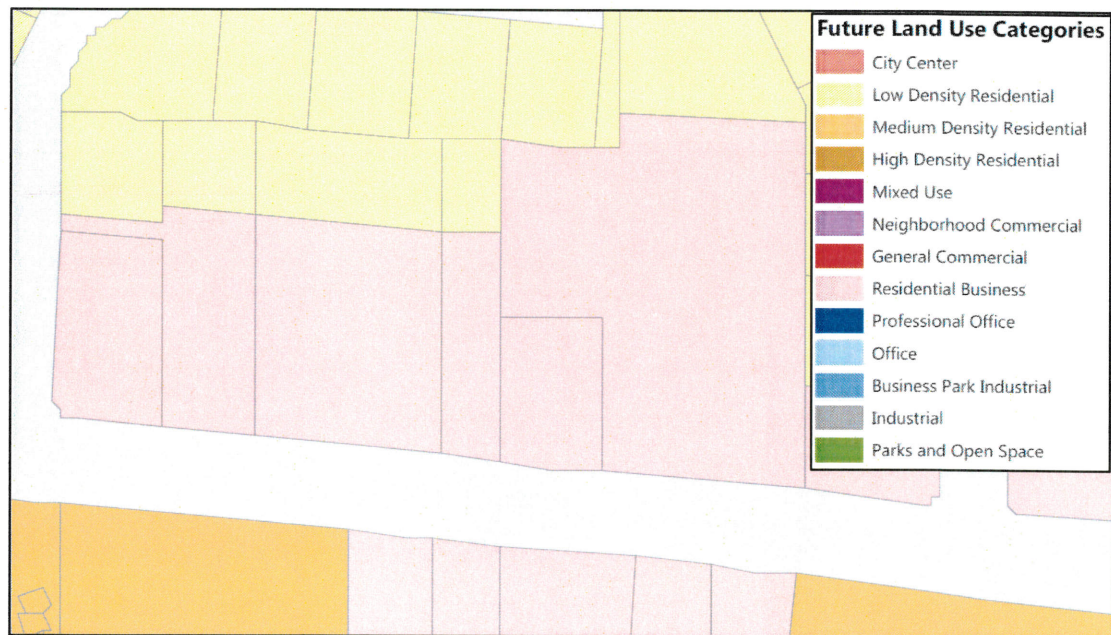 Future Land Use Categories
City Center
Low Density Residential
Medium Density Residential
High Density Residential
Mixed Use
Neighborhood Commercial
General Commercial
Residential Business
Professional Office
Office
Business Park Industrial
Industrial
Parks and Open Space